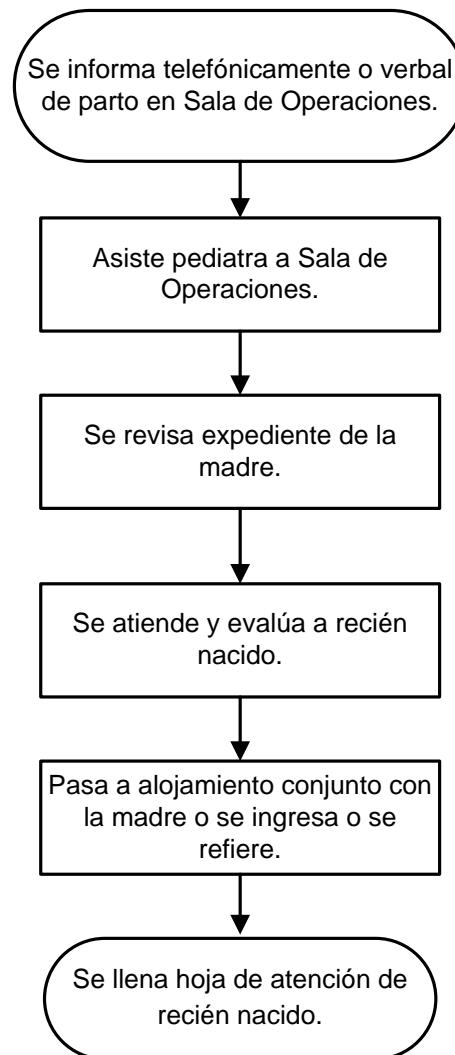 Se informa telefónicamente o verbal
de parto en Sala de Operaciones.
Asiste pediatra a Sala de
Operaciones.
Se revisa expediente de la
madre.
Se atiende y evalúa a recién
nacido.
Pasa a alojamiento conjunto con
la madre o se ingresa o se
refiere.
Se llena hoja de atención de
recién nacido.